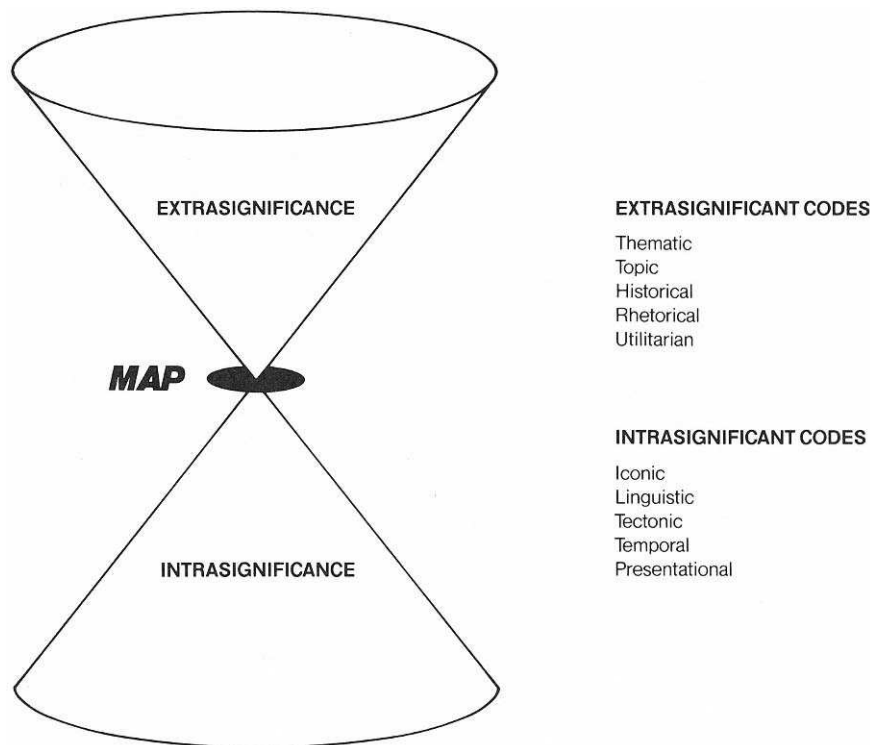 EXTRASIGNIFICANCE
MAP
INTRASIGNIFICANCE
EXTRASIGNIFICANT CODES
Thematic
Topic
Historical
Rhetorical
Utilitarian
INTRASIGNIFICANT CODES
Iconic
Linguistic
Tectonic
Temporal
Presentational